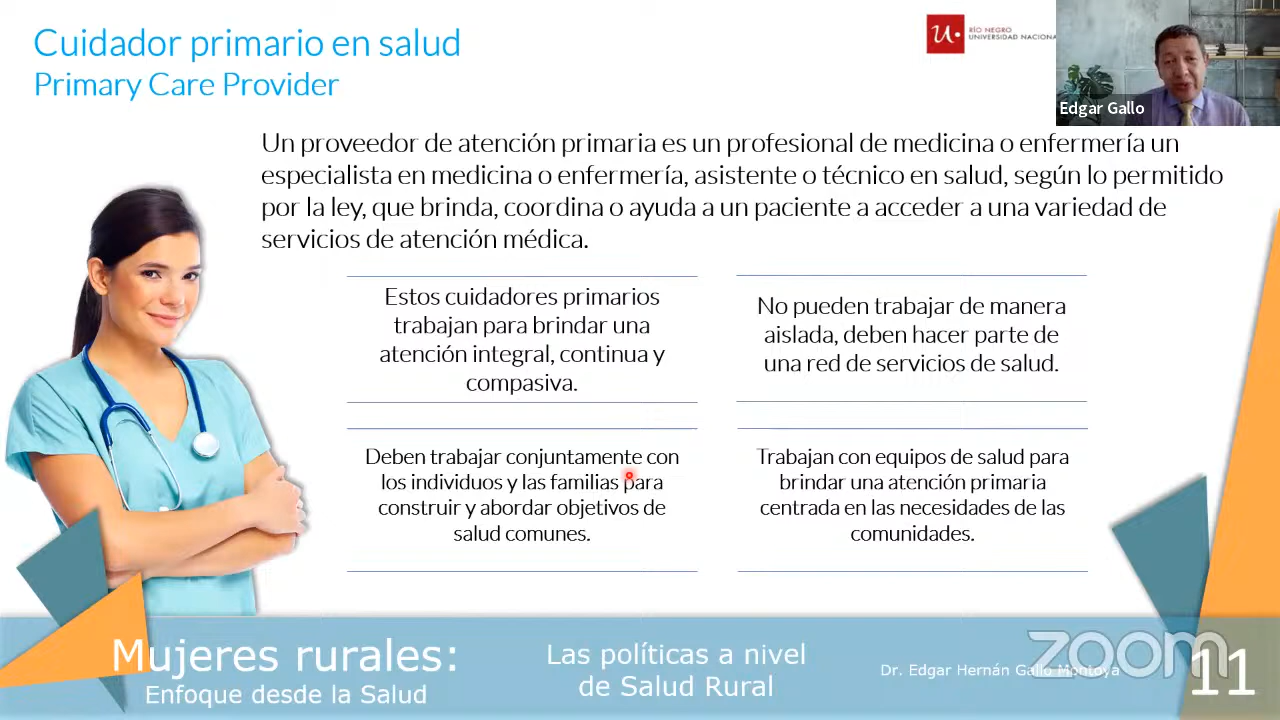 Cuidador primario en salud
Primary Care Provider
RÍO NEGRO
UNIVERSIDAD NACIONAL
Edgar Gallo
Un proveedor de atención primaria es un profesional de medicina o enfermería un
especialista en medicina o enfermería, asistente o técnico en salud, según lo permitido
por la ley, que brinda, coordina o ayuda a un paciente a acceder a una variedad de
servicios de atención médica.
Estos cuidadores primarios
trabajan para brindar una
atención integral, continua y
compasiva.
No pueden trabajar de manera
aislada, deben hacer parte de
una red de servicios de salud.
Deben trabajar conjuntamente con
los individuos y las familias para
construir y abordar objetivos de
salud comunes.
Trabajan con equipos de salud para
brindar una atención primaria
centrada en las necesidades de las
comunidades.
Mujeres rurales:
Enfoque desde la Salud
Las políticas a nivel
de Salud Rural
Dr. Edgar Hernán Gallo Montoya
zoom
11